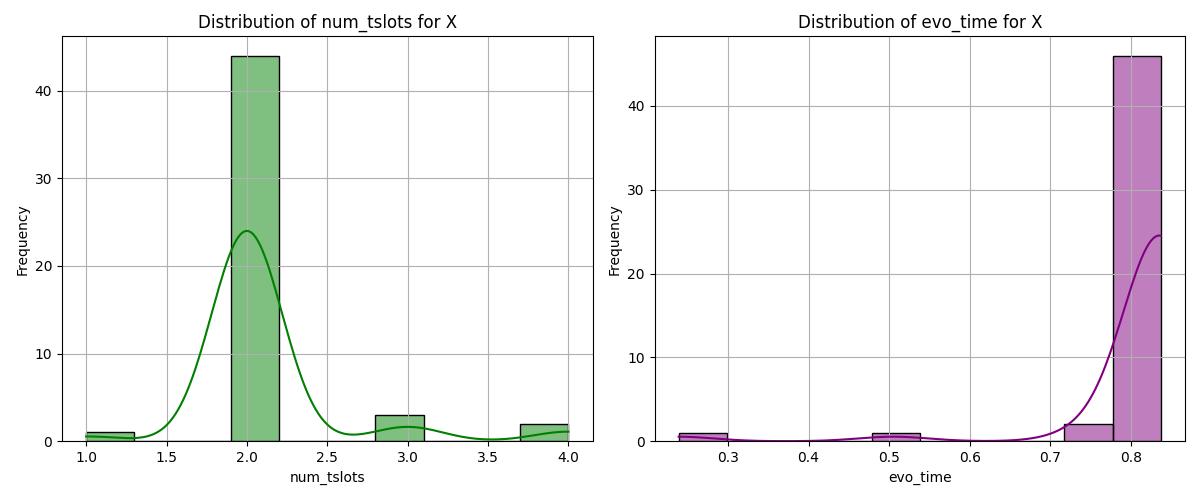 Distribution of num_tslots for X
Frequency
40
30
20
10
0
1.0 1.5 2.0 2.5 3.0 3.5 4.0
num_tslots
Distribution of evo_time for X
Frequency
40
30
20
10
0
0.3 0.4 0.5 0.6 0.7 0.8
evo_time